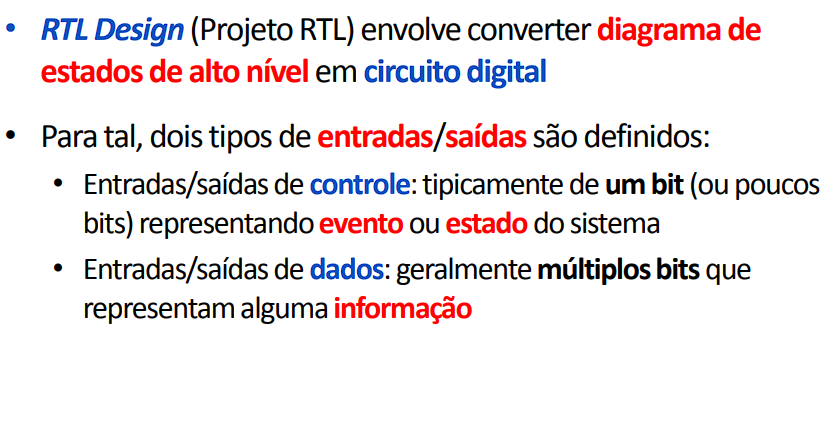 • RTL Design (Projeto RTL) envolve converter diagrama de
estados de alto nível em circuito digital
• Para tal, dois tipos de entradas/saídas são definidos:
• Entradas/saídas de controle: tipicamente de um bit (ou poucos
bits) representando evento ou estado do sistema
• Entradas/saídas de dados: geralmente múltiplos bits que
representam alguma informação